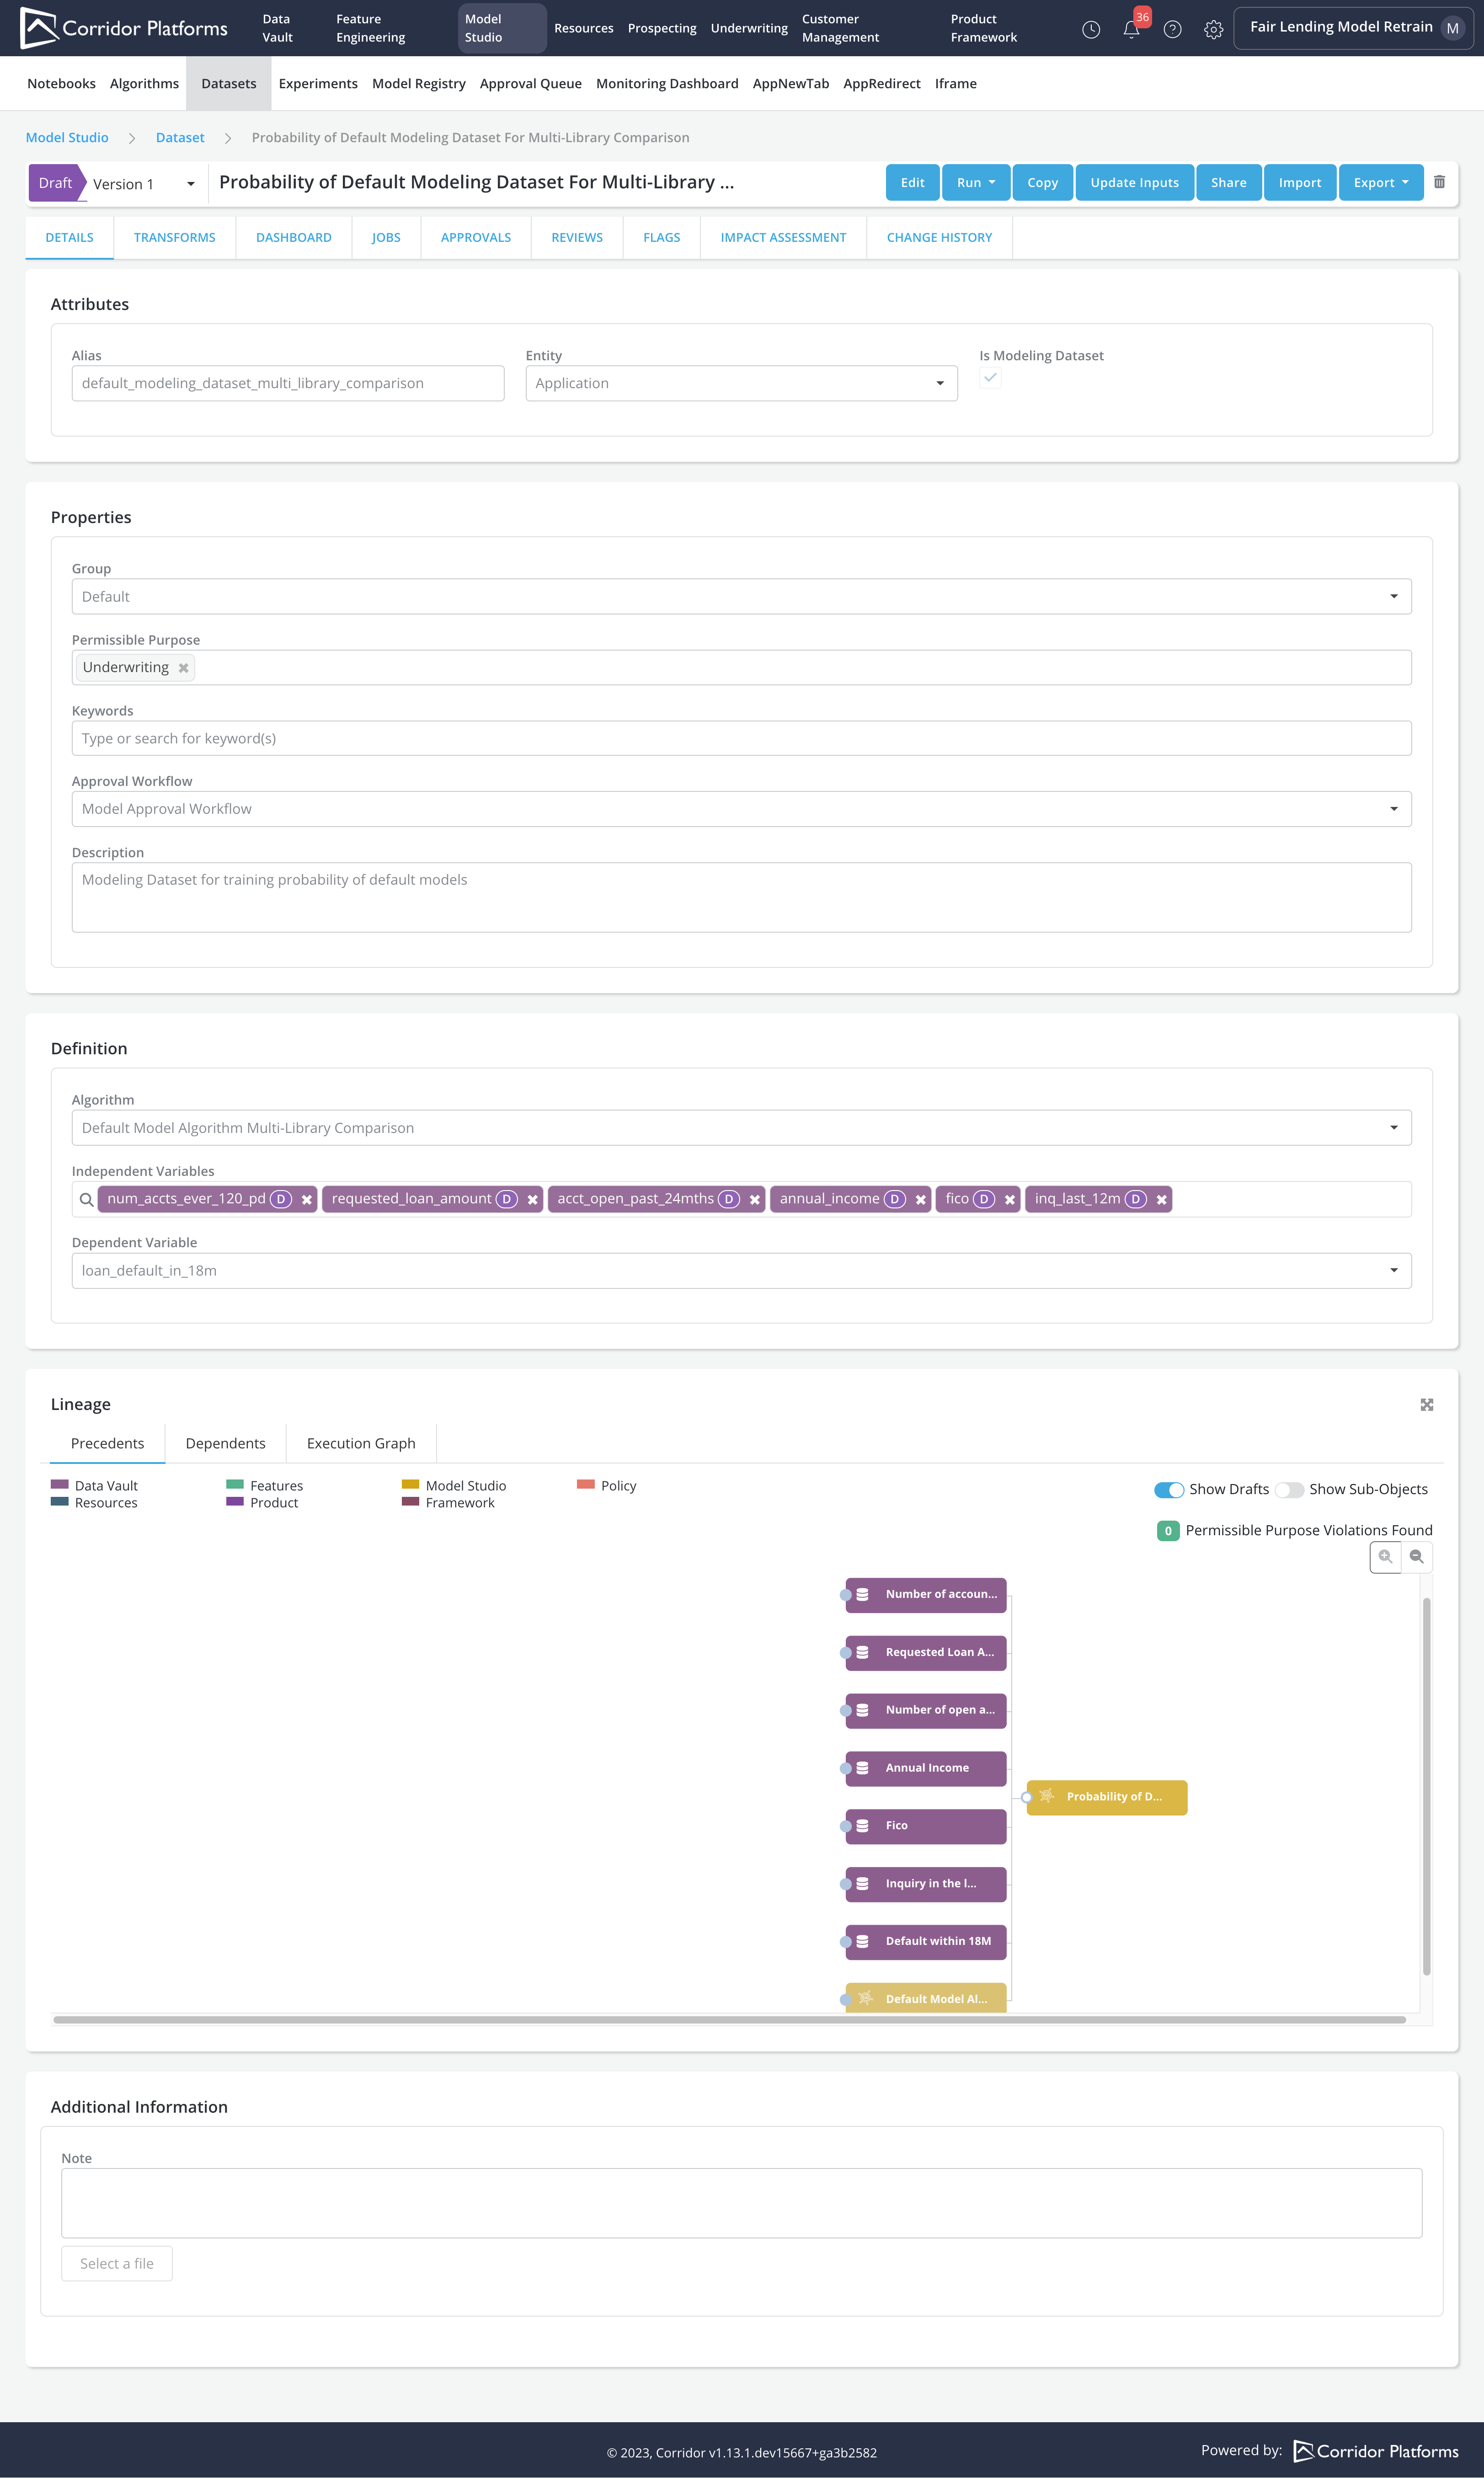 Corridor Platforms
Data Vault
Feature Engineering
Model Studio
Resources
Prospecting
Underwriting
Customer Management
Product Framework
36
Fair Lending Model Retrain M
Notebooks Algorithms Datasets Experiments Model Registry Approval Queue Monitoring Dashboard AppNewTab AppRedirect Iframe
Model Studio > Dataset > Probability of Default Modeling Dataset For Multi-Library Comparison
Draft Version 1 Probability of Default Modeling Dataset For Multi-Library ... Edit Run Copy Update Inputs Share Import Export
DETAILS TRANSFORMS DASHBOARD JOBS APPROVALS REVIEWS FLAGS IMPACT ASSESSMENT CHANGE HISTORY
Attributes
Alias Entity Is Modeling Dataset
default_modeling_dataset_multi_library_comparison Application
Properties
Group
Default
Permissible Purpose
Underwriting
Keywords
Type or search for keyword(s)
Approval Workflow
Model Approval Workflow
Description
Modeling Dataset for training probability of default models
Definition
Algorithm
Default Model Algorithm Multi-Library Comparison
Independent Variables
num_accts_ever_120_pd D requested_loan_amount D acct_open_past_24mths D annual_income D fico D inq_last_12m D
Dependent Variable
loan_default_in_18m
Lineage
Precedents Dependents Execution Graph
Data Vault Features Model Studio Policy
Resources Product Framework
Show Drafts Show Sub-Objects
0 Permissible Purpose Violations Found
Number of accoun...
Requested Loan A...
Number of open a...
Annual Income
Probability of D...
Fico
Inquiry in the l...
Default within 18M
Default Model Al...
Additional Information
Note
Select a file
© 2023, Corridor v1.13.1.dev15667+ga3b2582
Powered by: Corridor Platforms